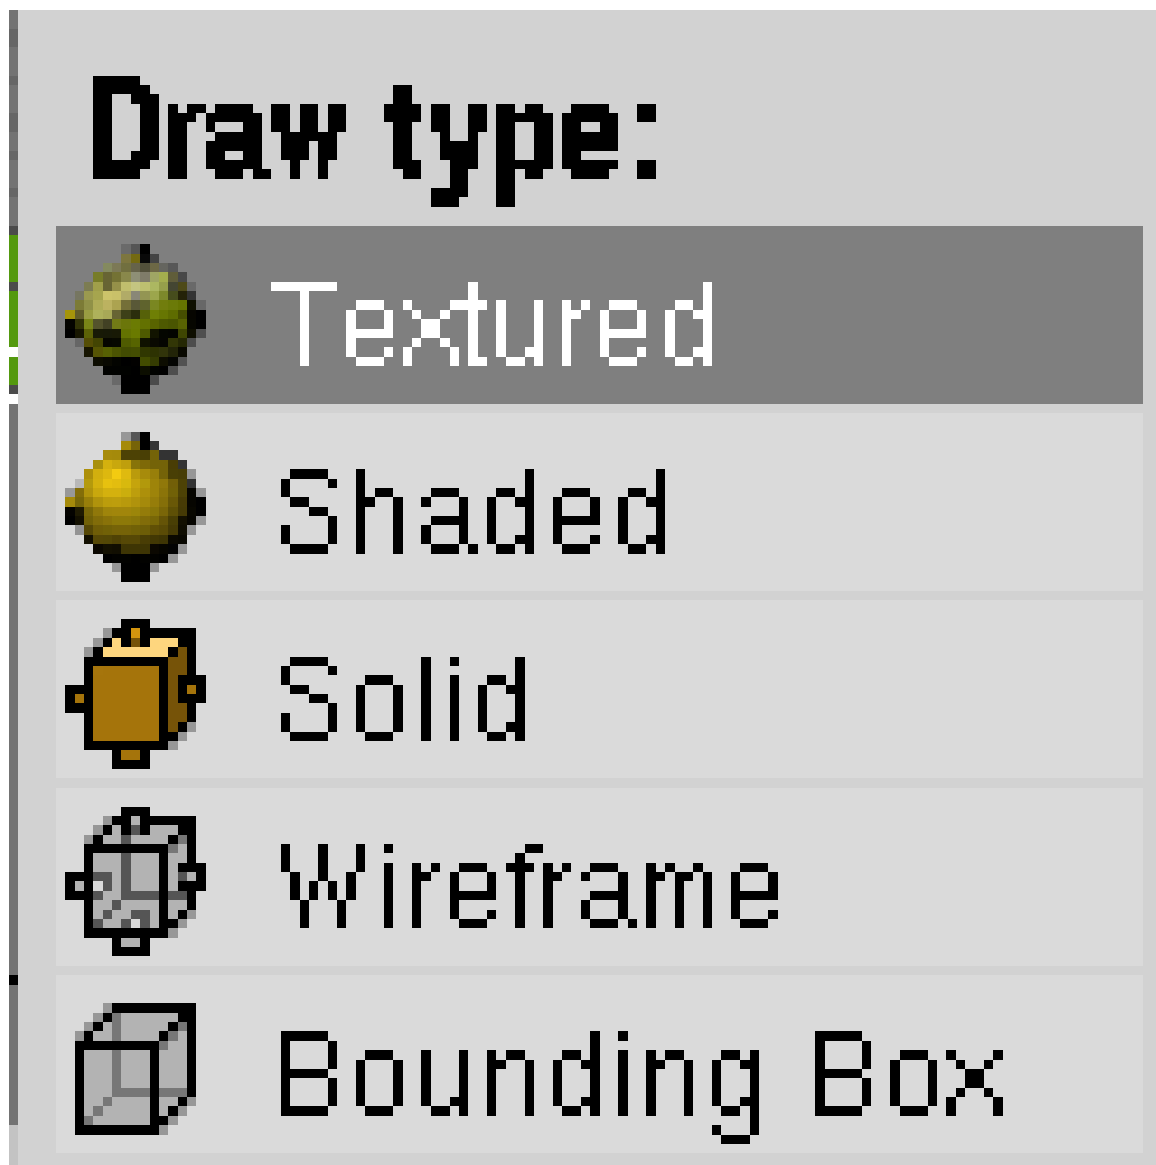 Draw type:
Textured
Shaded
Solid
Wireframe
Bounding Box